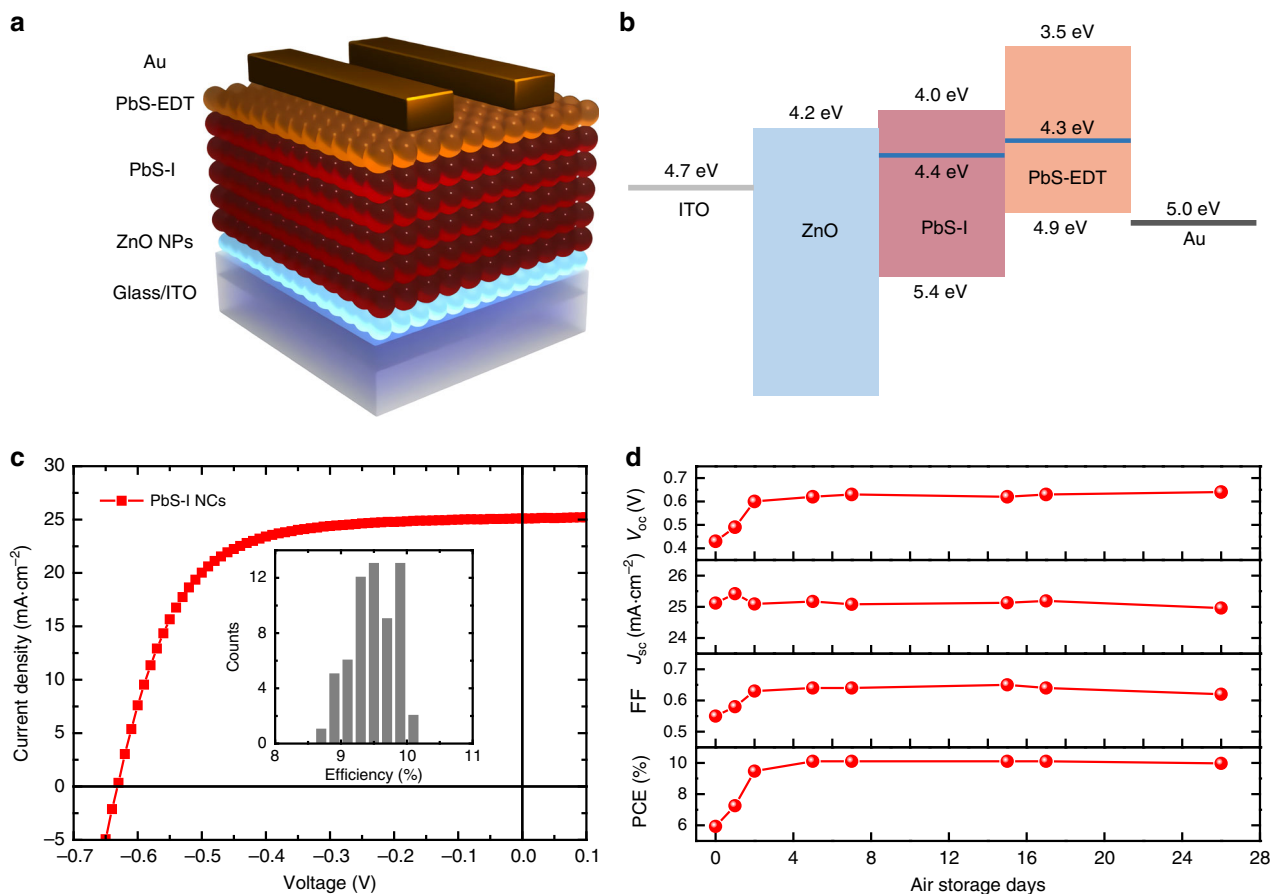 a
Au
PbS-EDT
PbS-I
ZnO NPs
Glass/ITO
b
3.5 eV
4.0 eV
4.2 eV
4.3 eV
4.7 eV
4.4 eV
PbS-EDT
ITO
ZnO
PbS-I
4.9 eV
5.0 eV
Au
5.4 eV
c
30
25
20
15
10
5
0
–5
Current density (mA·cm⁻²)
PbS-I NCs
12
8
4
0
Counts
8 9 10 11
Efficiency (%)
–0.7 –0.6 –0.5 –0.4 –0.3 –0.2 –0.1 0.0 0.1
Voltage (V)
d
0.7
0.6
0.5
0.4
Voc (V)
26
25
24
Jsc (mA·cm⁻²)
0.7
0.6
0.5
FF
10
8
6
PCE (%)
0 4 8 12 16 20 24 28
Air storage days